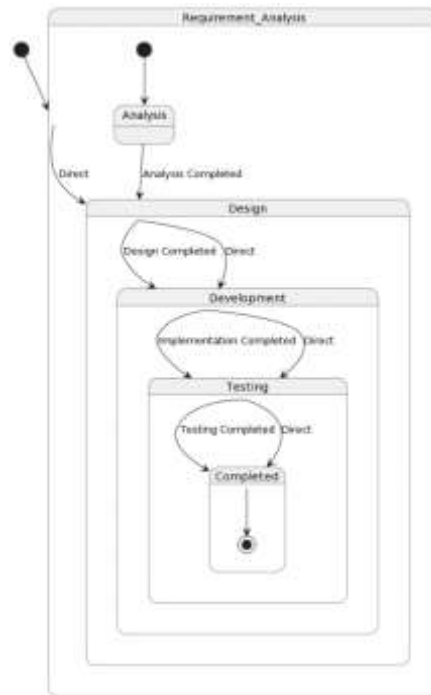 Requirement_Analysis
Analysis
Direct
Analysis Completed
Design
Design Completed
Direct
Development
Implementation Completed
Direct
Testing
Testing Completed
Direct
Completed